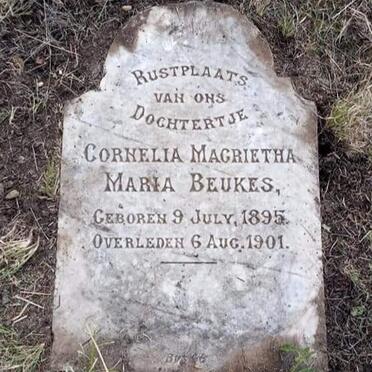 RUSTPLAATS
VAN ONS
DOCHTERTJE
CORNELIA MAGRIETHA
MARIA BEUKES,
GEBOREN 9 JULY, 1895.
OVERLEDEN 6 AUG. 1901.